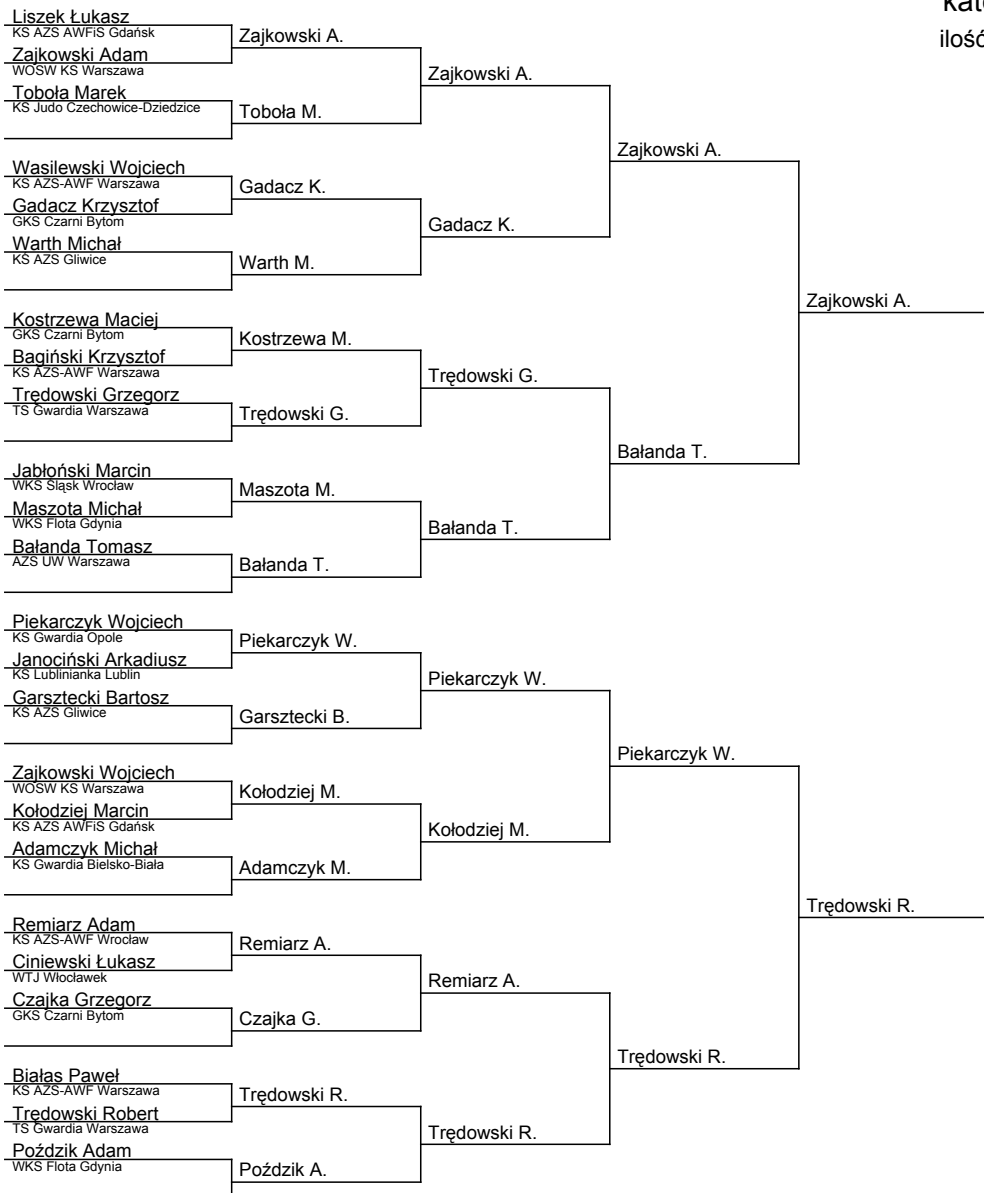 kat
ilość
Liszek Łukasz
KS AZS AWFiS Gdańsk
Zajkowski Adam
WOSW KS Warszawa
Toboła Marek
KS Judo Czechowice-Dziedzice
Wasilewski Wojciech
KS AZS-AWF Warszawa
Gadacz Krzysztof
GKS Czarni Bytom
Warth Michał
KS AZS Gliwice
Kostrzewa Maciej
GKS Czarni Bytom
Bagiński Krzysztof
KS AZS-AWF Warszawa
Trędowski Grzegorz
TS Gwardia Warszawa
Jabłoński Marcin
WKS Śląsk Wrocław
Maszota Michał
WKS Flota Gdynia
Bałanda Tomasz
AZS UW Warszawa
Piekarczyk Wojciech
KS Gwardia Opole
Janociński Arkadiusz
KS Lublinianka Lublin
Garsztecki Bartosz
KS AZS Gliwice
Zajkowski Wojciech
WOSW KS Warszawa
Kołodziej Marcin
KS AZS AWFiS Gdańsk
Adamczyk Michał
KS Gwardia Bielsko-Biała
Remiarz Adam
KS AZS-AWF Wrocław
Ciniewski Łukasz
WTJ Włocławek
Czajka Grzegorz
GKS Czarni Bytom
Białas Paweł
KS AZS-AWF Warszawa
Trędowski Robert
TS Gwardia Warszawa
Poździk Adam
WKS Flota Gdynia
Zajkowski A.
Toboła M.
Gadacz K.
Warth M.
Kostrzewa M.
Trędowski G.
Maszota M.
Bałanda T.
Piekarczyk W.
Garsztecki B.
Kołodziej M.
Adamczyk M.
Remiarz A.
Czajka G.
Trędowski R.
Poździk A.
Zajkowski A.
Gadacz K.
Trędowski G.
Bałanda T.
Piekarczyk W.
Kołodziej M.
Remiarz A.
Trędowski R.
Zajkowski A.
Bałanda T.
Piekarczyk W.
Trędowski R.
Zajkowski A.
Trędowski R.